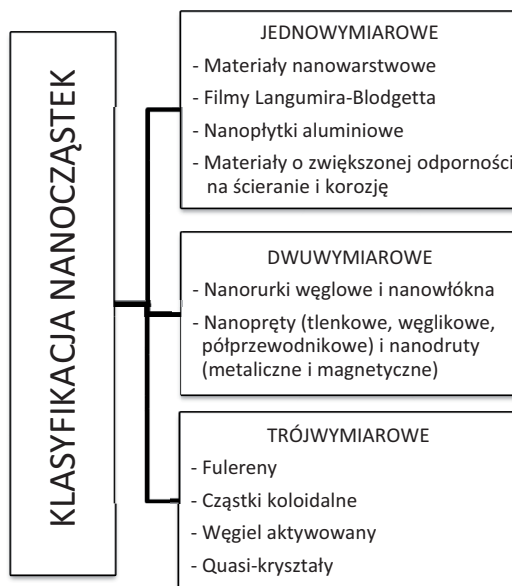 KLASYFIKACJA NANOCZĄSTEK
JEDNOWYMIAROWE
- Materiały nanowarstwowe
- Filmy Langumira-Blodgetta
- Nanopłytki aluminiowe
- Materiały o zwiększonej odporności
na ścieranie i korozję
DWUWYMIAROWE
- Nanorurki węglowe i nanowłókna
- Nanopręty (tlenkowe, węglikowe,
półprzewodnikowe) i nanodruty
(metaliczne i magnetyczne)
TRÓJWYMIAROWE
- Fulereny
- Cząstki koloidalne
- Węgiel aktywowany
- Quasi-kryształy